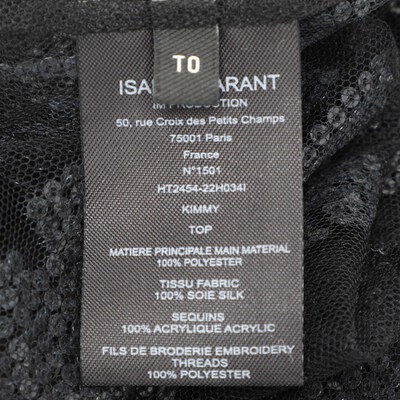 T0
ISA ARANT
IM PRODUCTION
50, rue Croix des Petits Champs
75001 Paris
France
N°1501
HT2454-22H034I
KIMMY
TOP
MATIERE PRINCIPALE MAIN MATERIAL
100% POLYESTER
TISSU FABRIC
100% SOIE SILK
SEQUINS
100% ACRYLIQUE ACRYLIC
FILS DE BRODERIE EMBROIDERY
THREADS
100% POLYESTER